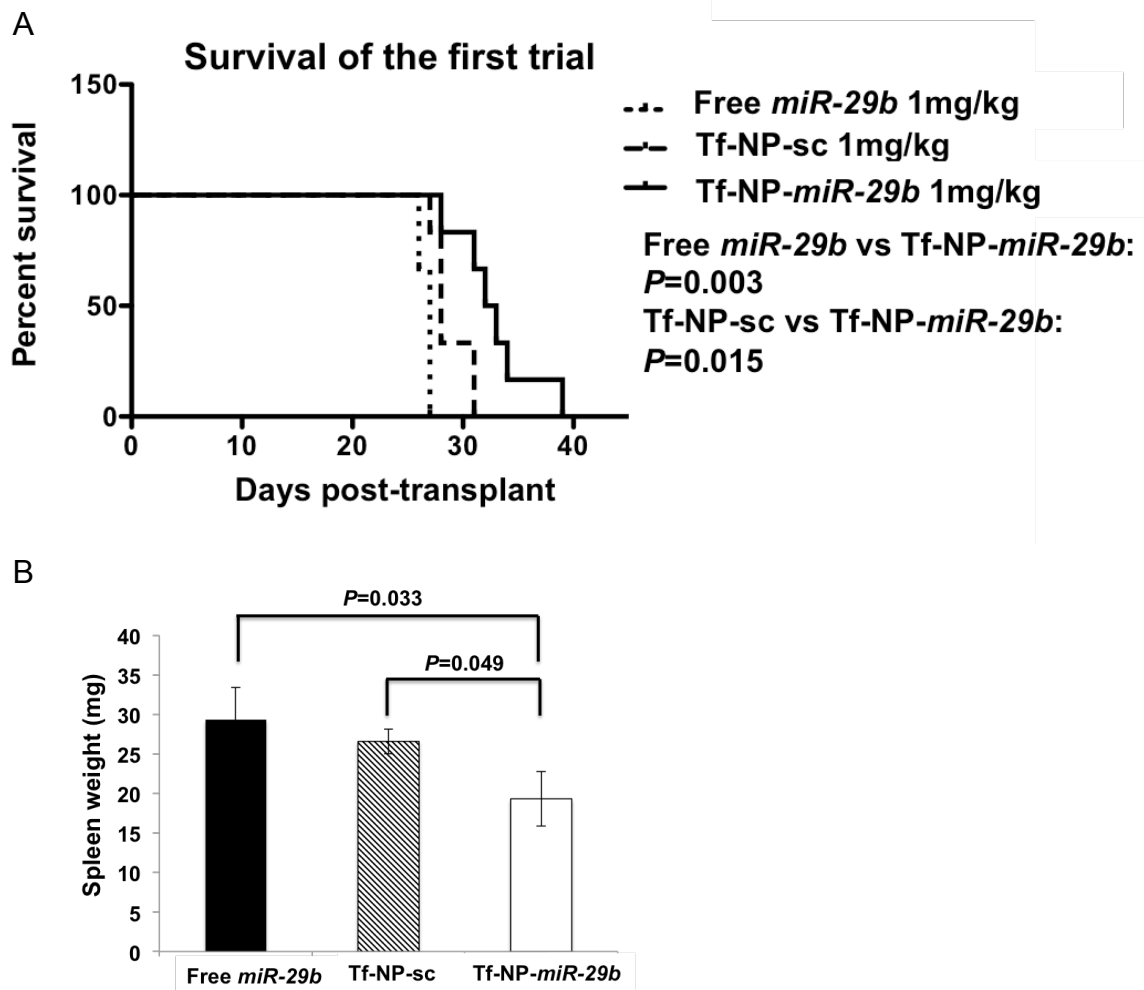 A
Survival of the first trial
150
100
50
0
Percent survival
0 10 20 30 40
Days post-transplant
Free miR-29b 1mg/kg
Tf-NP-sc 1mg/kg
Tf-NP-miR-29b 1mg/kg
Free miR-29b vs Tf-NP-miR-29b:
P=0.003
Tf-NP-sc vs Tf-NP-miR-29b:
P=0.015
B
P=0.033
P=0.049
40
35
30
25
20
15
10
5
0
Spleen weight (mg)
Free miR-29b Tf-NP-sc Tf-NP-miR-29b